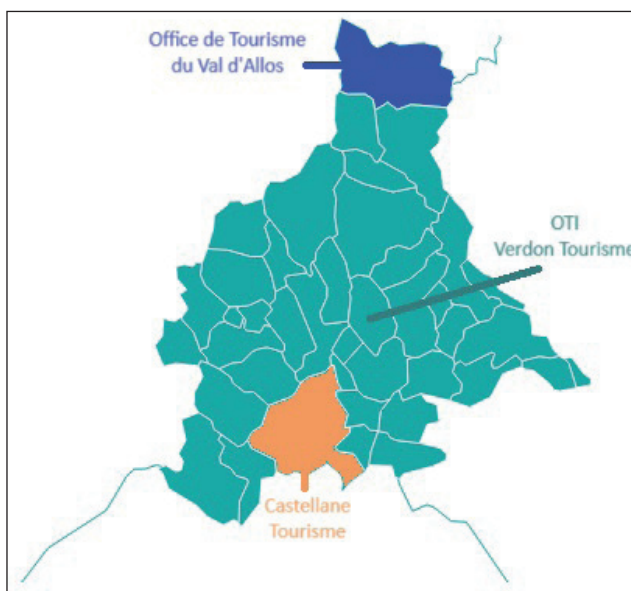 Office de Tourisme
du Val d'Allos
OTI
Verdon Tourisme
Castellane
Tourisme